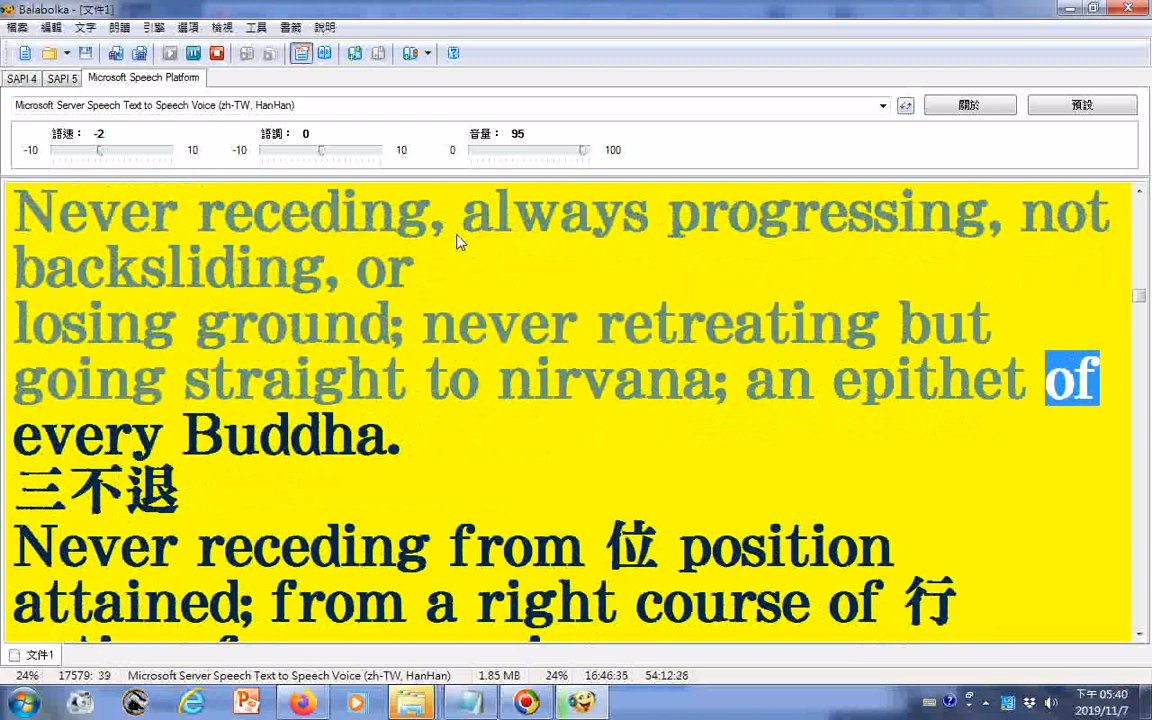 Balabolka - [文件1]
檔案 編輯 文字 朗讀 引擎 選項 檢視 工具 書籤 說明
SAPI 4 SAPI 5 Microsoft Speech Platform
Microsoft Server Speech Text to Speech Voice (zh-TW, HanHan) 關於 預設
語速： -2 語調： 0 音量： 95
-10 10 -10 10 0 100
Never receding, always progressing, not
backsliding, or
losing ground; never retreating but
going straight to nirvana; an epithet of
every Buddha.
三不退
Never receding from 位 position
attained; from a right course of 行
文件1
24% 17579: 39 Microsoft Server Speech Text to Speech Voice (zh-TW, HanHan) 1.85 MB 24% 16:46:35 54:12:28
下午 05:40
2019/11/7